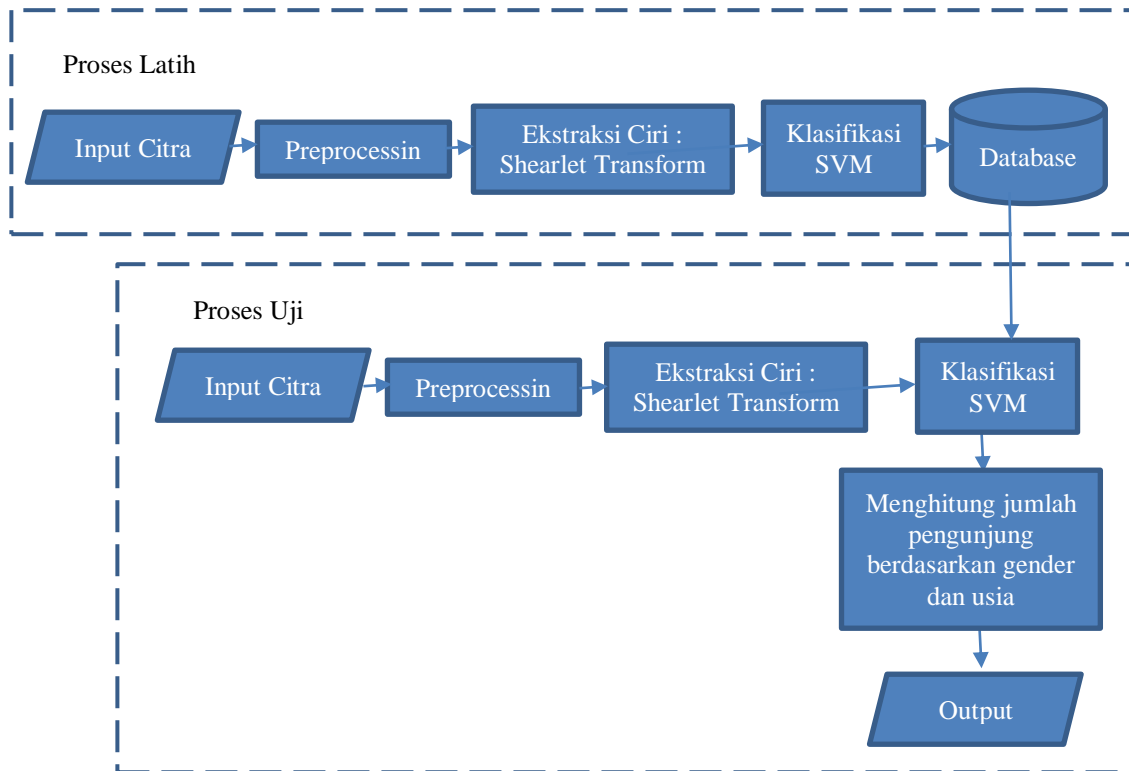 Proses Latih
Input Citra
Preprocessin
Ekstraksi Ciri :
Shearlet Transform
Klasifikasi
SVM
Database
Proses Uji
Input Citra
Preprocessin
Ekstraksi Ciri :
Shearlet Transform
Klasifikasi
SVM
Menghitung jumlah
pengunjung
berdasarkan gender
dan usia
Output